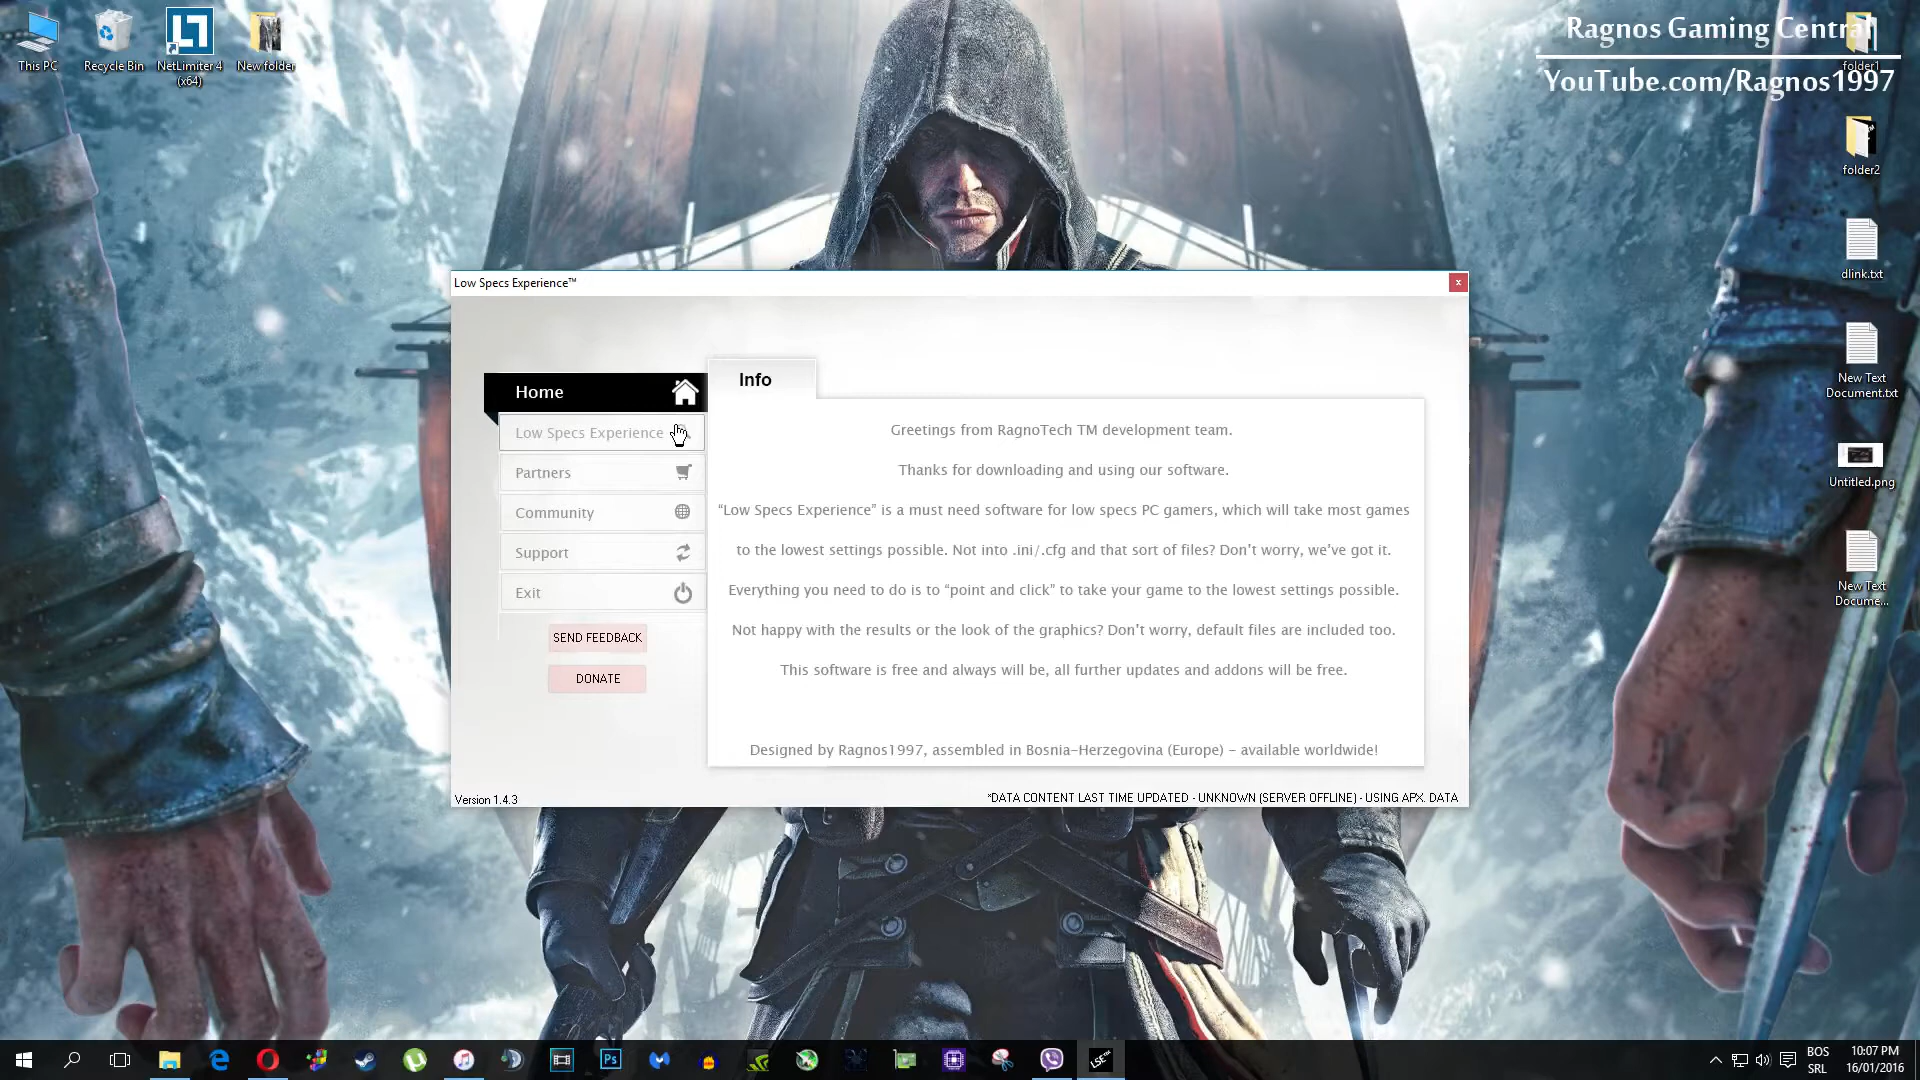 This PC
Recycle Bin
NetLimiter 4
(x64)
New folder
Ragnos Gaming Central
YouTube.com/Ragnos1997
folder1
folder2
dlink.txt
New Text
Document.txt
Untitled.png
New Text
Docume...
Low Specs Experience™
x
Home
Low Specs Experience
Partners
Community
Support
Exit
SEND FEEDBACK
DONATE
Info
Greetings from RagnoTech TM development team.
Thanks for downloading and using our software.
“Low Specs Experience” is a must need software for low specs PC gamers, which will take most games
to the lowest settings possible. Not into .ini/.cfg and that sort of files? Don't worry, we've got it.
Everything you need to do is to “point and click” to take your game to the lowest settings possible.
Not happy with the results or the look of the graphics? Don't worry, default files are included too.
This software is free and always will be, all further updates and addons will be free.
Designed by Ragnos1997, assembled in Bosnia-Herzegovina (Europe) - available worldwide!
Version 1.4.3
*DATA CONTENT LAST TIME UPDATED - UNKNOWN (SERVER OFFLINE) - USING APX. DATA
Ps
LSE™
BOS
SRL
10:07 PM
16/01/2016